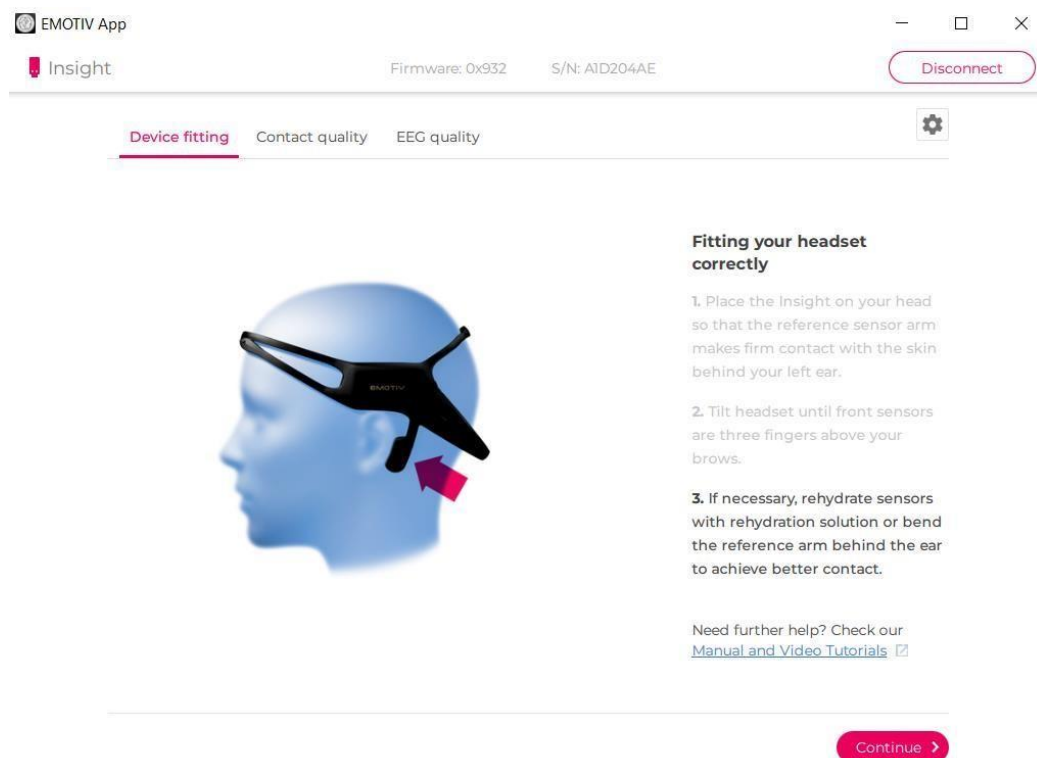 EMOTIV App
Insight
Firmware: 0x932
S/N: A1D204AE
Disconnect
Device fitting
Contact quality
EEG quality
EMOTIV
Fitting your headset
correctly
1. Place the Insight on your head
so that the reference sensor arm
makes firm contact with the skin
behind your left ear.
2. Tilt headset until front sensors
are three fingers above your
brows.
3. If necessary, rehydrate sensors
with rehydration solution or bend
the reference arm behind the ear
to achieve better contact.
Need further help? Check our
Manual and Video Tutorials
Continue